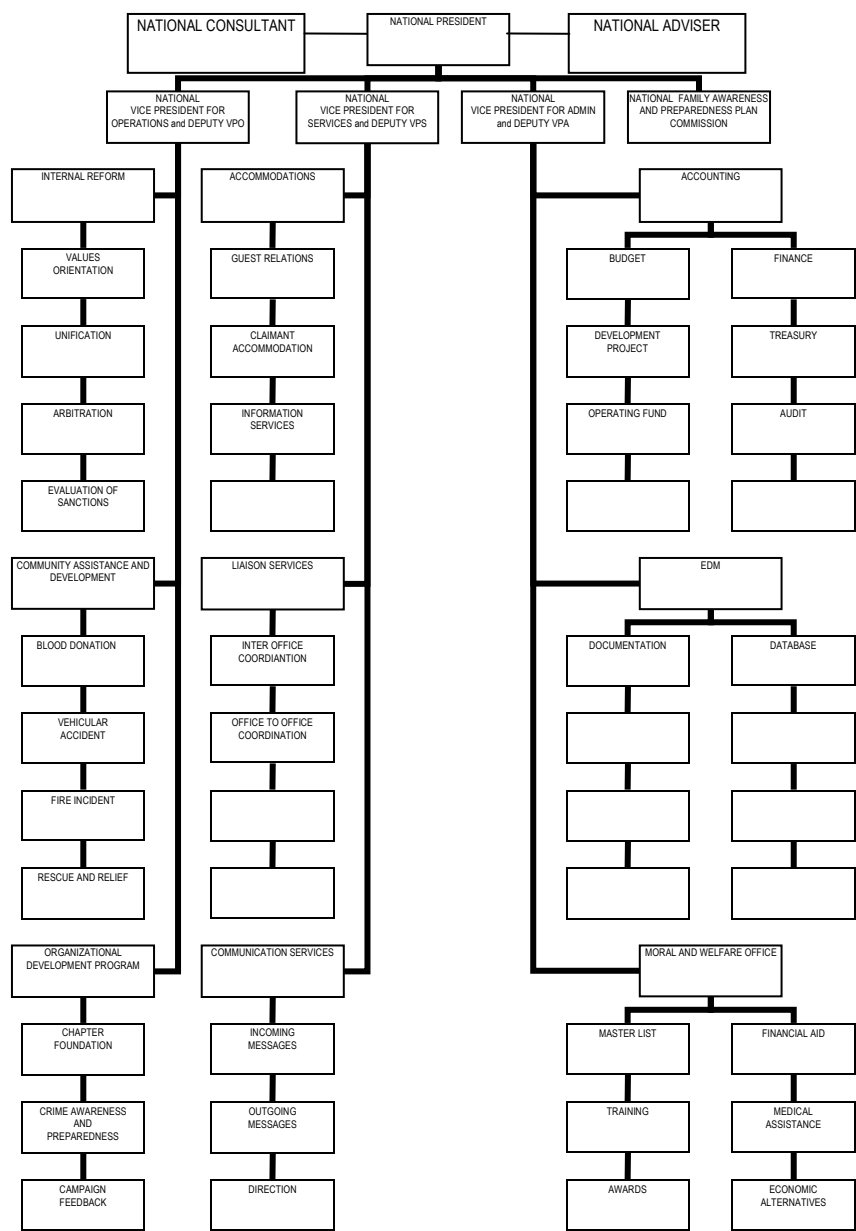 NATIONAL CONSULTANT
NATIONAL PRESIDENT
NATIONAL ADVISER
NATIONAL
VICE PRESIDENT FOR
OPERATIONS and DEPUTY VPO
NATIONAL
VICE PRESIDENT FOR
SERVICES and DEPUTY VPS
NATIONAL
VICE PRESIDENT FOR ADMIN
and DEPUTY VPA
NATIONAL FAMILY AWARENESS
AND PREPAREDNESS PLAN
COMMISSION
INTERNAL REFORM
VALUES
ORIENTATION
UNIFICATION
ARBITRATION
EVALUATION OF
SANCTIONS
COMMUNITY ASSISTANCE AND
DEVELOPMENT
BLOOD DONATION
VEHICULAR
ACCIDENT
FIRE INCIDENT
RESCUE AND RELIEF
ORGANIZATIONAL
DEVELOPMENT PROGRAM
CHAPTER
FOUNDATION
CRIME AWARENESS
AND
PREPAREDNESS
CAMPAIGN
FEEDBACK
ACCOMMODATIONS
GUEST RELATIONS
CLAIMANT
ACCOMMODATION
INFORMATION
SERVICES
LIAISON SERVICES
INTER OFFICE
COORDIANTION
OFFICE TO OFFICE
COORDINATION
COMMUNICATION SERVICES
INCOMING
MESSAGES
OUTGOING
MESSAGES
DIRECTION
ACCOUNTING
BUDGET
DEVELOPMENT
PROJECT
OPERATING FUND
FINANCE
TREASURY
AUDIT
EDM
DOCUMENTATION
DATABASE
MORAL AND WELFARE OFFICE
MASTER LIST
TRAINING
AWARDS
FINANCIAL AID
MEDICAL
ASSISTANCE
ECONOMIC
ALTERNATIVES